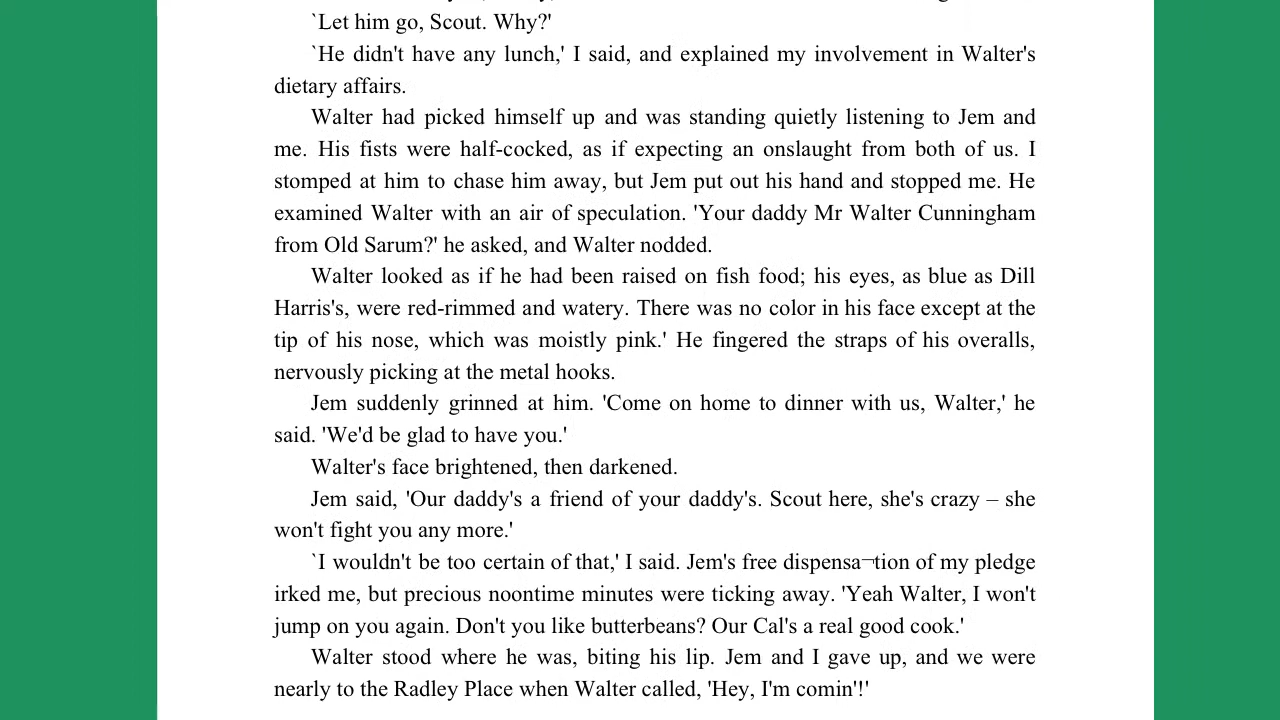 `Let him go, Scout. Why?'
`He didn't have any lunch,' I said, and explained my involvement in Walter's
dietary affairs.
Walter had picked himself up and was standing quietly listening to Jem and
me. His fists were half-cocked, as if expecting an onslaught from both of us. I
stomped at him to chase him away, but Jem put out his hand and stopped me. He
examined Walter with an air of speculation. 'Your daddy Mr Walter Cunningham
from Old Sarum?' he asked, and Walter nodded.
Walter looked as if he had been raised on fish food; his eyes, as blue as Dill
Harris's, were red-rimmed and watery. There was no color in his face except at the
tip of his nose, which was moistly pink.' He fingered the straps of his overalls,
nervously picking at the metal hooks.
Jem suddenly grinned at him. 'Come on home to dinner with us, Walter,' he
said. 'We'd be glad to have you.'
Walter's face brightened, then darkened.
Jem said, 'Our daddy's a friend of your daddy's. Scout here, she's crazy – she
won't fight you any more.'
`I wouldn't be too certain of that,' I said. Jem's free dispensa¬tion of my pledge
irked me, but precious noontime minutes were ticking away. 'Yeah Walter, I won't
jump on you again. Don't you like butterbeans? Our Cal's a real good cook.'
Walter stood where he was, biting his lip. Jem and I gave up, and we were
nearly to the Radley Place when Walter called, 'Hey, I'm comin'!'